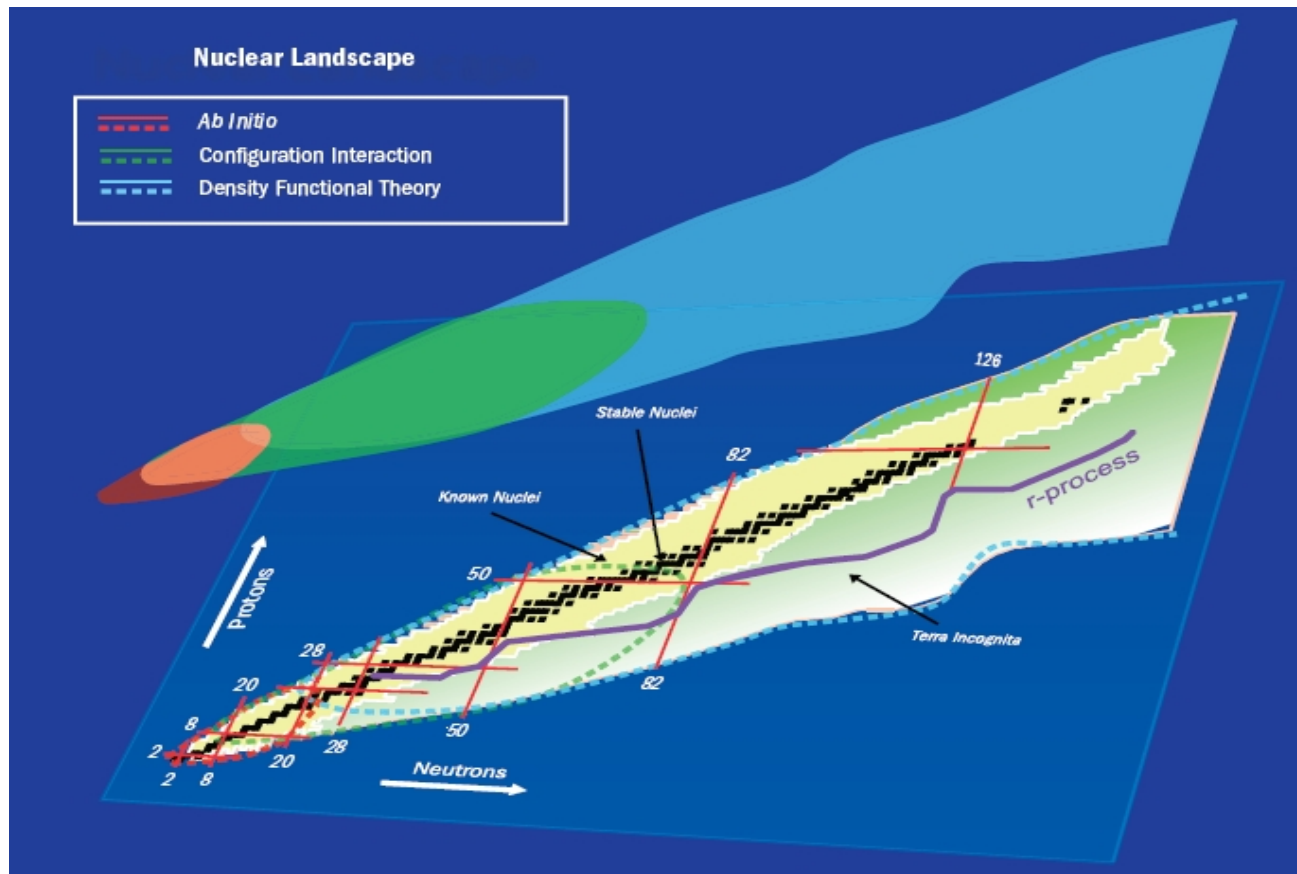 Nuclear Landscape
Ab Initio
Configuration Interaction
Density Functional Theory
126
Stable Nuclei
82
Known Nuclei
r-process
50
Protons
Terra Incognita
28
82
20
50
8
28
2
20
2
8
Neutrons